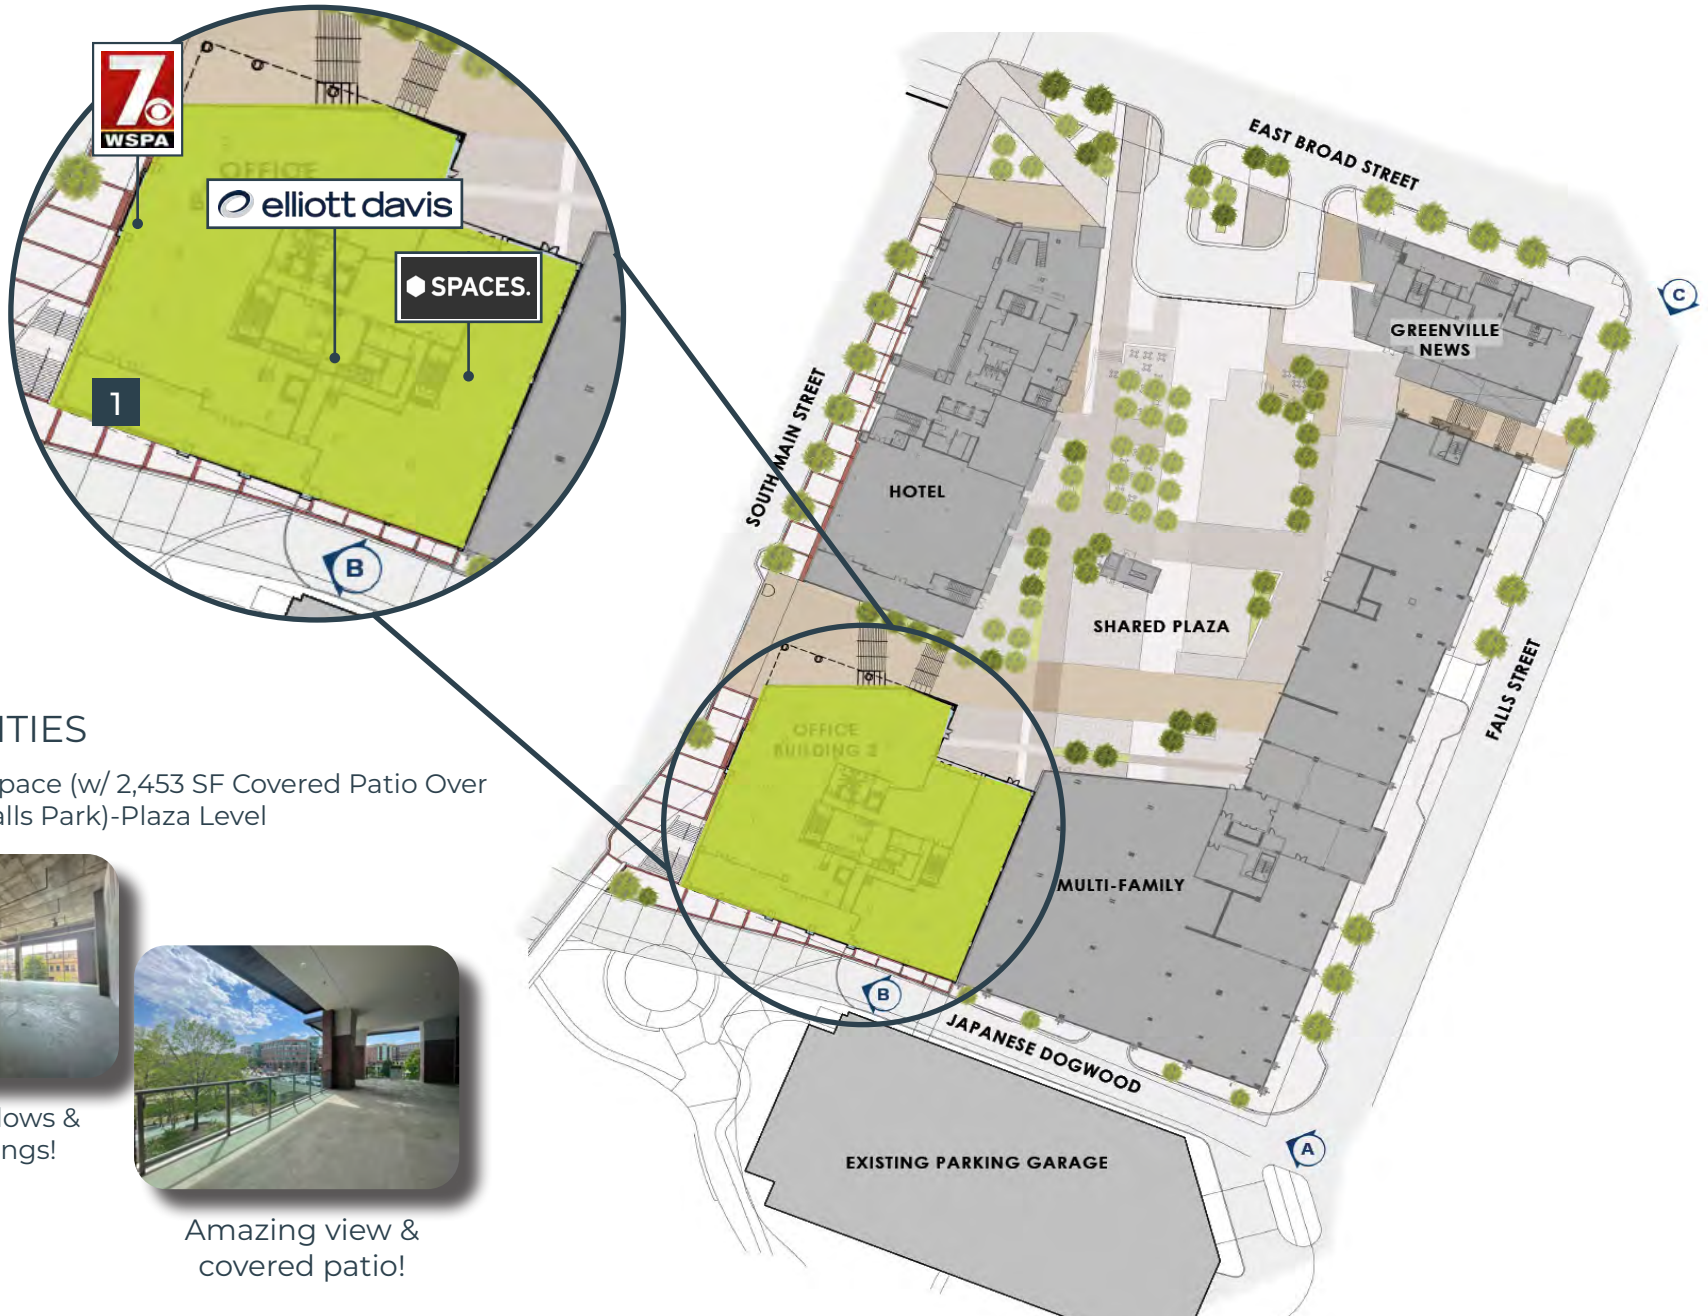 7
WSPA
OFFICE
elliott davis
SPACES.
1
B
EAST BROAD STREET
C
GREENVILLE
NEWS
SOUTH MAIN STREET
HOTEL
SHARED PLAZA
FALLS STREET
OFFICE
BUILDING 2
MULTI-FAMILY
B
JAPANESE DOGWOOD
A
EXISTING PARKING GARAGE
ITIES
pace (w/ 2,453 SF Covered Patio Over
alls Park)-Plaza Level
lows &
ngs!
Amazing view &
covered patio!